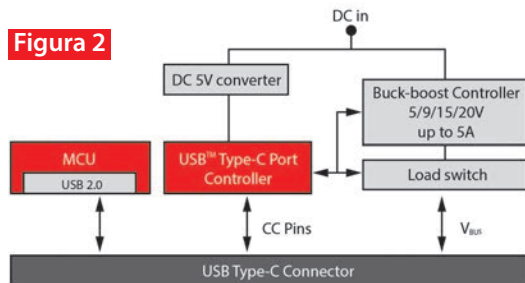 Figura 2
DC in
DC 5V converter
Buck-boost Controller
5/9/15/20V
up to 5A
MCU
USB 2.0
USB™ Type-C Port
Controller
Load switch
CC Pins
VBUS
USB Type-C Connector